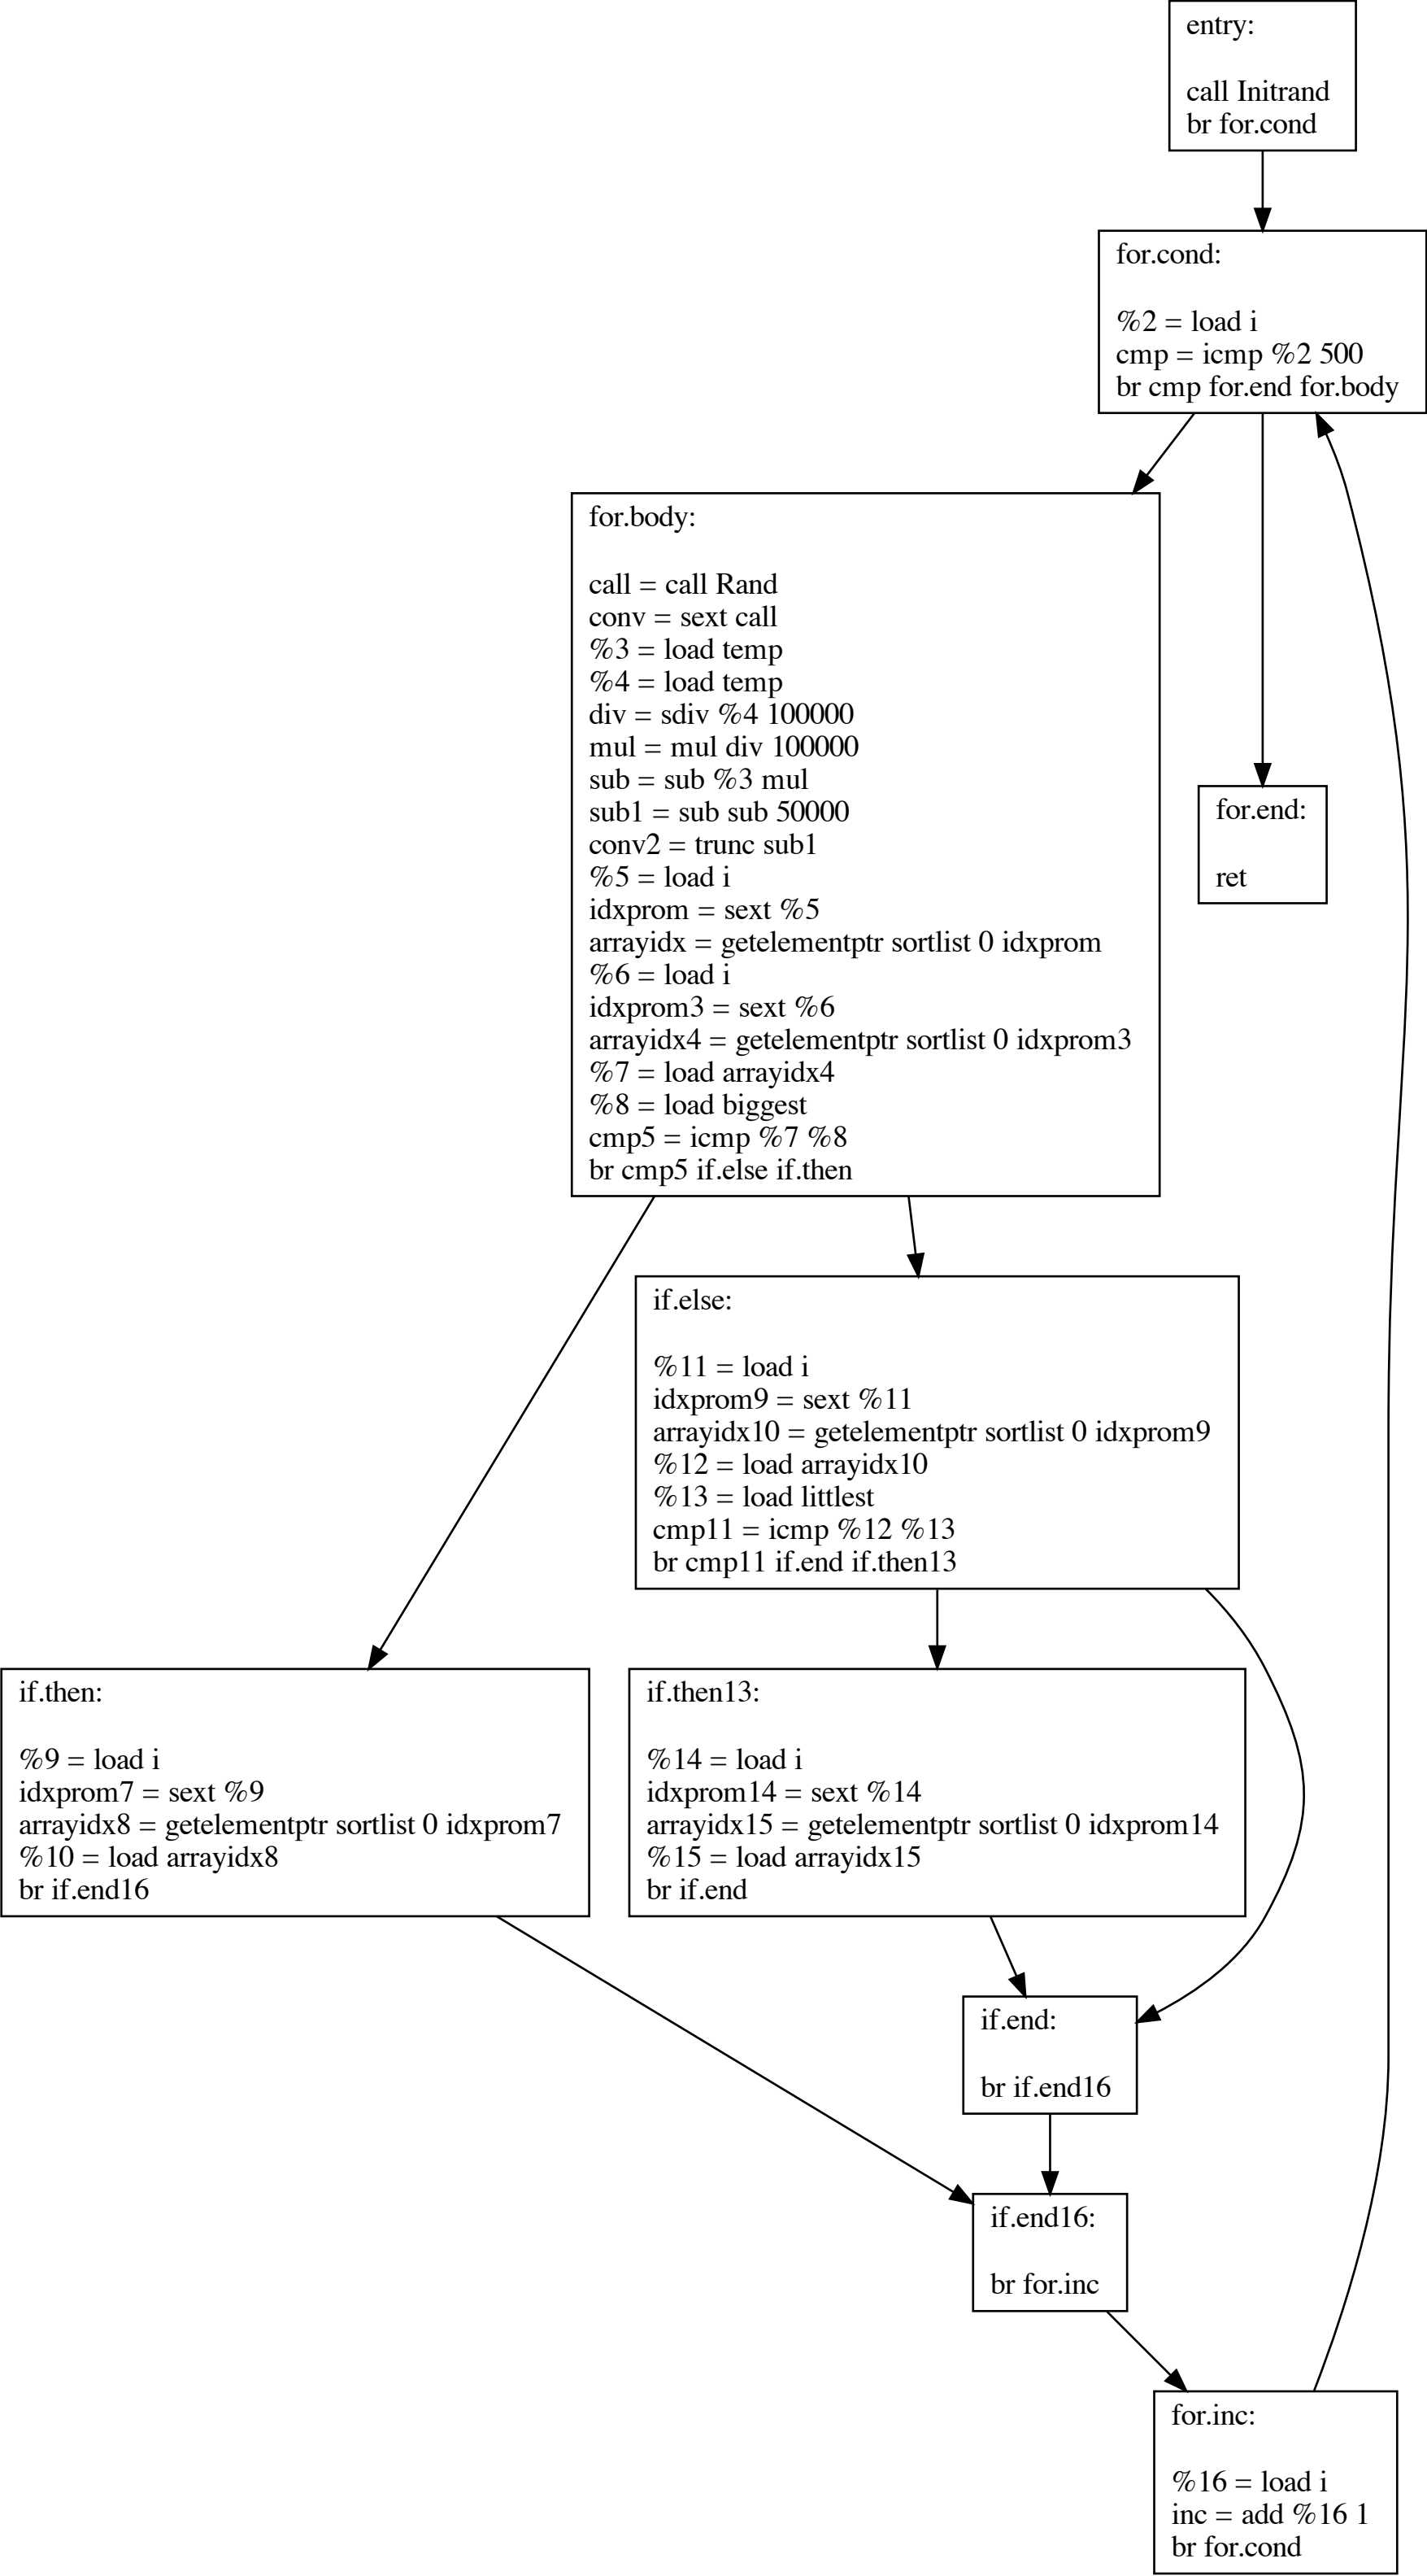 entry:
call Initrand
br for.cond
for.cond:
%2 = load i
cmp = icmp %2 500
br cmp for.end for.body
for.body:
call = call Rand
conv = sext call
%3 = load temp
%4 = load temp
div = sdiv %4 100000
mul = mul div 100000
sub = sub %3 mul
sub1 = sub sub 50000
conv2 = trunc sub1
%5 = load i
idxprom = sext %5
arrayidx = getelementptr sortlist 0 idxprom
%6 = load i
idxprom3 = sext %6
arrayidx4 = getelementptr sortlist 0 idxprom3
%7 = load arrayidx4
%8 = load biggest
cmp5 = icmp %7 %8
br cmp5 if.else if.then
for.end:
ret
if.else:
%11 = load i
idxprom9 = sext %11
arrayidx10 = getelementptr sortlist 0 idxprom9
%12 = load arrayidx10
%13 = load littlest
cmp11 = icmp %12 %13
br cmp11 if.end if.then13
if.then:
%9 = load i
idxprom7 = sext %9
arrayidx8 = getelementptr sortlist 0 idxprom7
%10 = load arrayidx8
br if.end16
if.then13:
%14 = load i
idxprom14 = sext %14
arrayidx15 = getelementptr sortlist 0 idxprom14
%15 = load arrayidx15
br if.end
if.end:
br if.end16
if.end16:
br for.inc
for.inc:
%16 = load i
inc = add %16 1
br for.cond